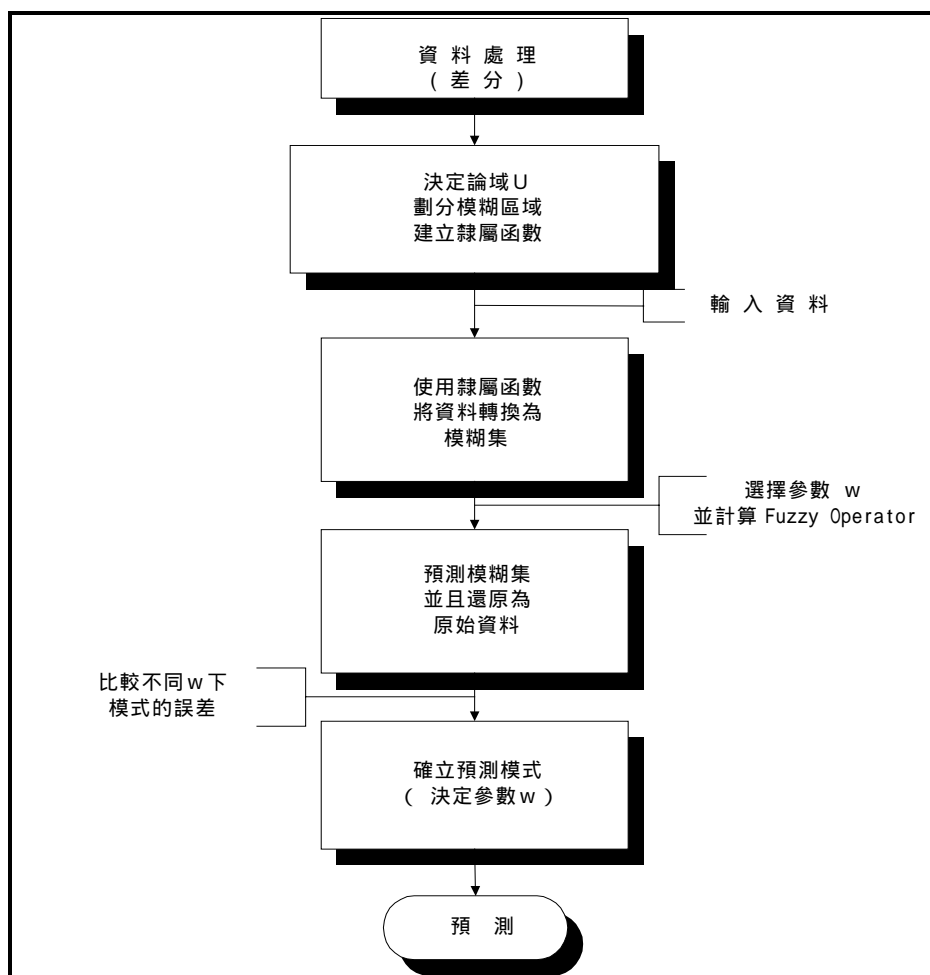 資料處理
(差分)
決定論域U
劃分模糊區域
建立隸屬函數
輸入資料
使用隸屬函數
將資料轉換為
模糊集
選擇參數 w
並計算 Fuzzy Operator
預測模糊集
並且還原為
原始資料
比較不同w下
模式的誤差
確立預測模式
( 決定參數w)
預 測